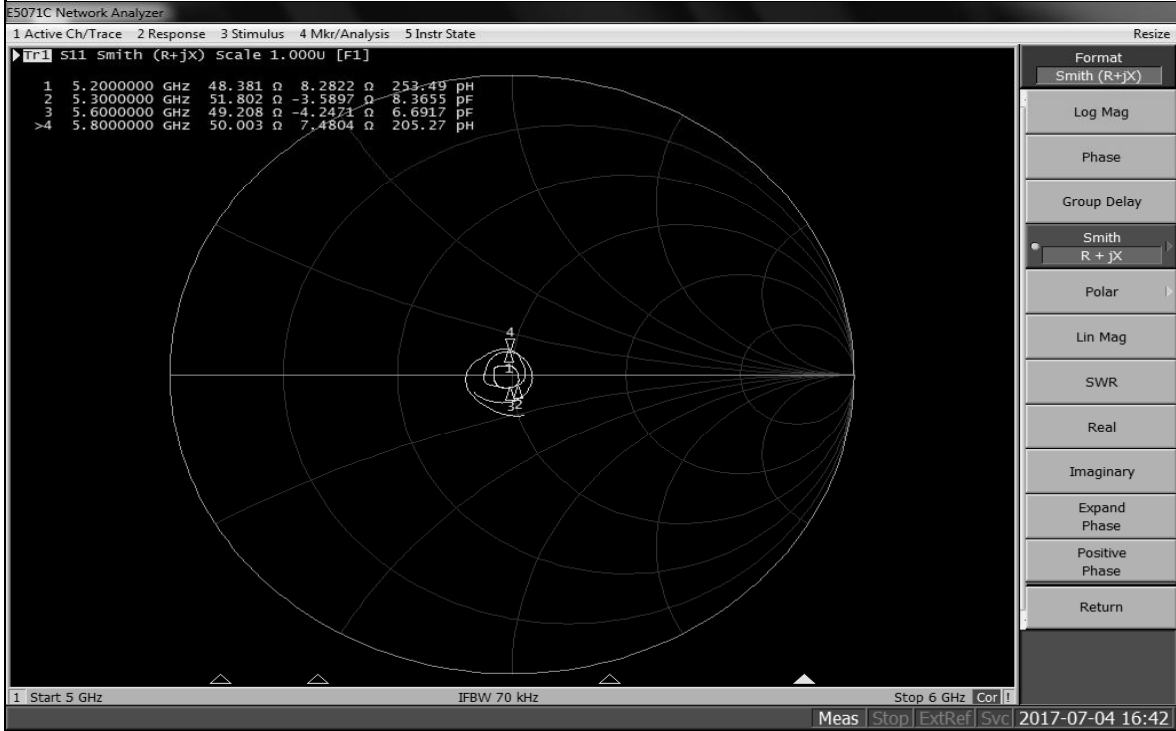 E5071C Network Analyzer
1 Active Ch/Trace 2 Response 3 Stimulus 4 Mkr/Analysis 5 Instr State Resize
Tr1 S11 Smith (R+jX) Scale 1.000U [F1]
1 5.2000000 GHz 48.381 Ω 8.2822 Ω 253.49 pH
2 5.3000000 GHz 51.802 Ω -3.5897 Ω 8.3655 pF
3 5.6000000 GHz 49.208 Ω -4.2471 Ω 6.6917 pF
>4 5.8000000 GHz 50.003 Ω 7.4804 Ω 205.27 pH
4
1
32
Format
Smith (R+jX)
Log Mag
Phase
Group Delay
Smith
R + jX
Polar
Lin Mag
SWR
Real
Imaginary
Expand
Phase
Positive
Phase
Return
1 Start 5 GHz IFBW 70 kHz Stop 6 GHz Cor !
Meas Stop ExtRef Svc 2017-07-04 16:42